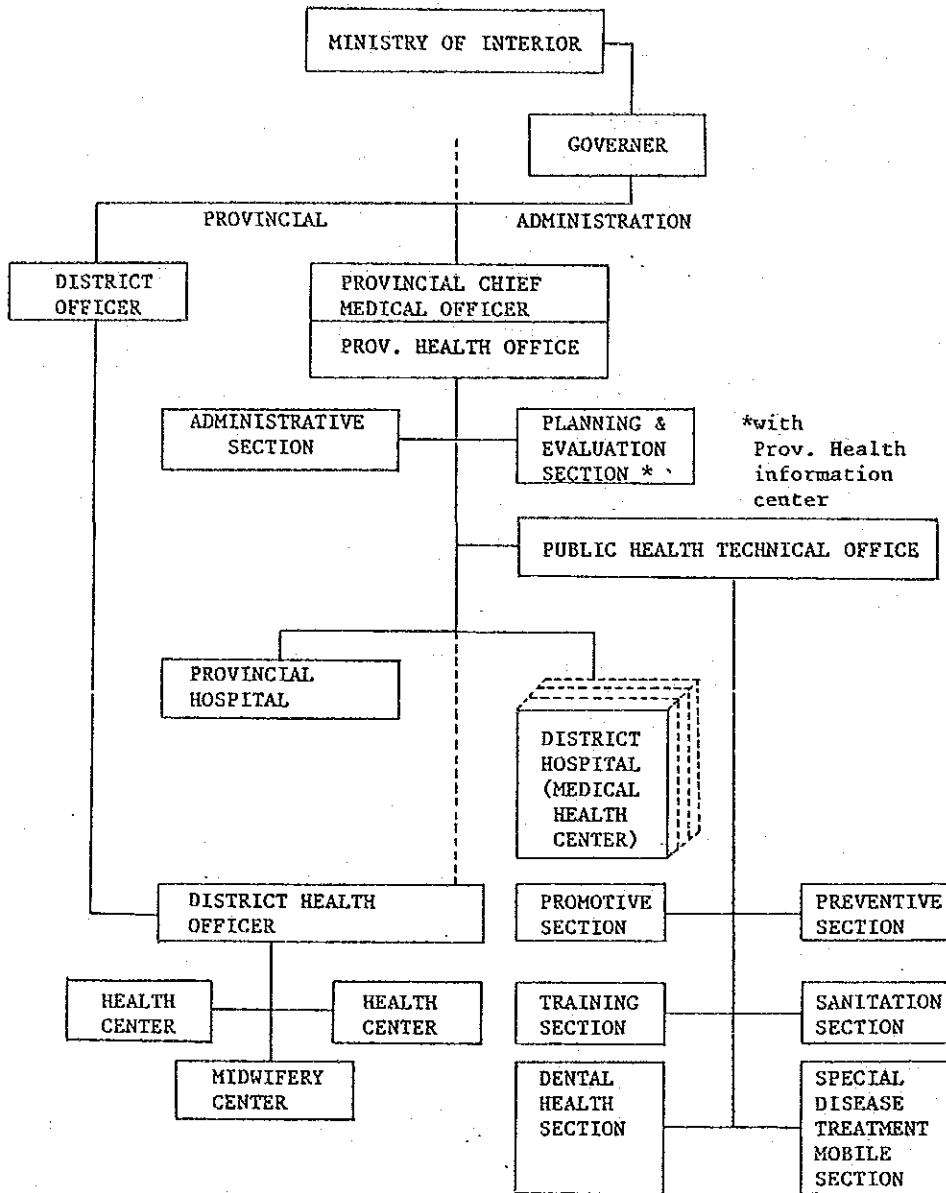 MINISTRY OF INTERIOR
GOVERNER
PROVINCIAL
ADMINISTRATION
DISTRICT
OFFICER
PROVINCIAL CHIEF
MEDICAL OFFICER
PROV. HEALTH OFFICE
ADMINISTRATIVE
SECTION
PLANNING &
EVALUATION
SECTION *
*with
Prov. Health
information
center
PUBLIC HEALTH TECHNICAL OFFICE
PROVINCIAL
HOSPITAL
DISTRICT
HOSPITAL
(MEDICAL
HEALTH
CENTER)
DISTRICT HEALTH
OFFICER
PROMOTIVE
SECTION
PREVENTIVE
SECTION
HEALTH
CENTER
HEALTH
CENTER
TRAINING
SECTION
SANITATION
SECTION
MIDWIFERY
CENTER
DENTAL
HEALTH
SECTION
SPECIAL
DISEASE
TREATMENT
MOBILE
SECTION